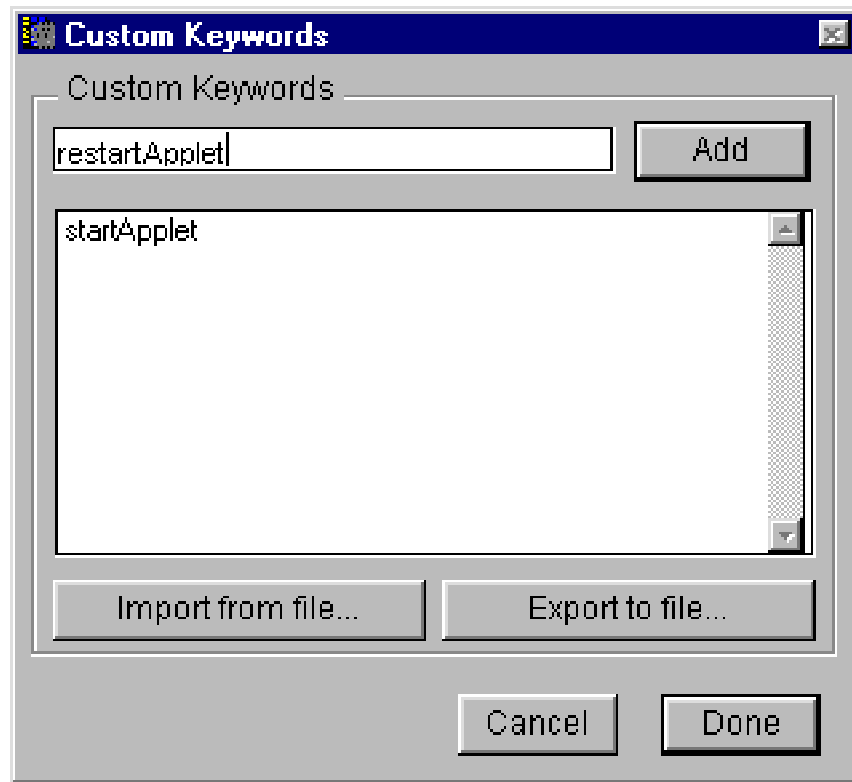 Custom Keywords
Custom Keywords
restartApplet
Add
startApplet
Import from file...
Export to file...
Cancel
Done